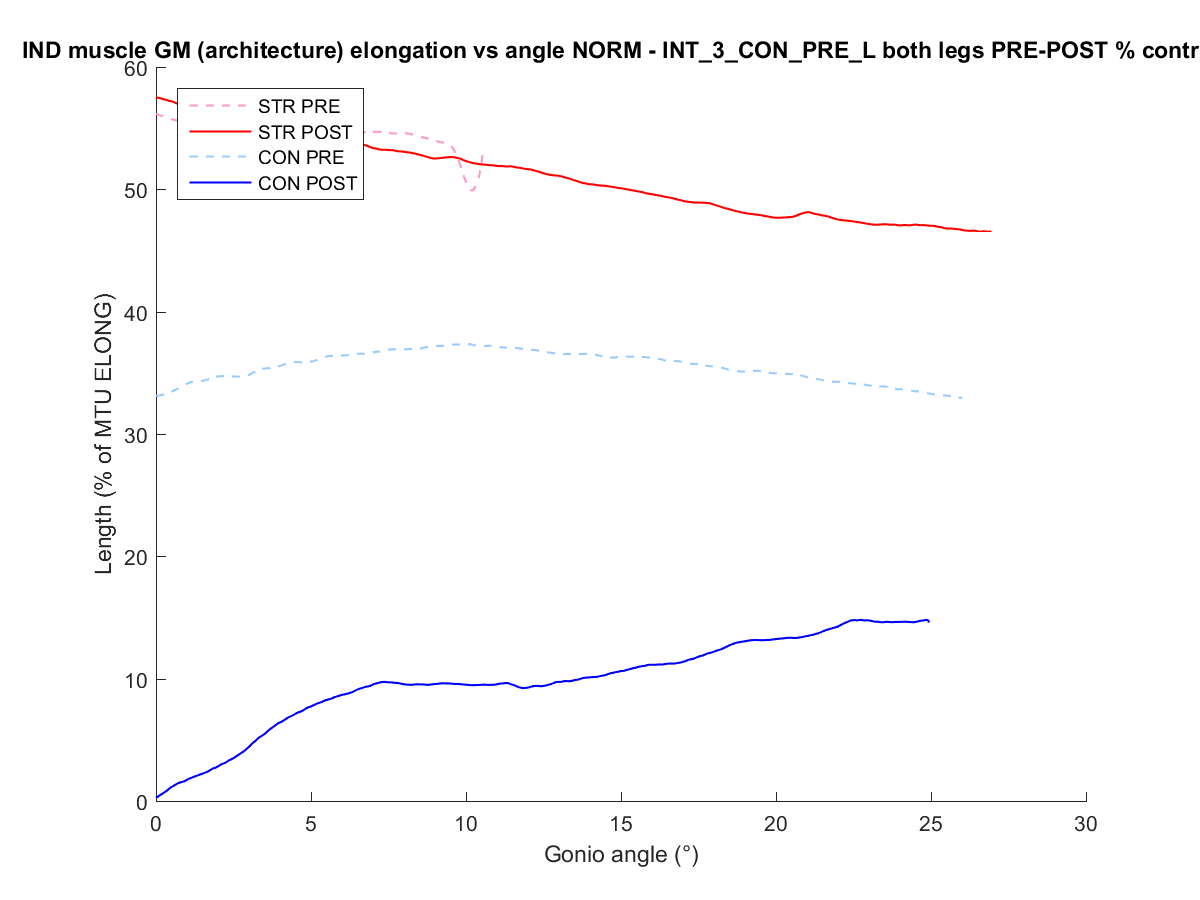 IND muscle GM (architecture) elongation vs angle NORM - INT_3_CON_PRE_L both legs PRE-POST % contr
60
50
40
30
20
10
0
Length (% of MTU ELONG)
STR PRE
STR POST
CON PRE
CON POST
0 5 10 15 20 25 30
Gonio angle (°)